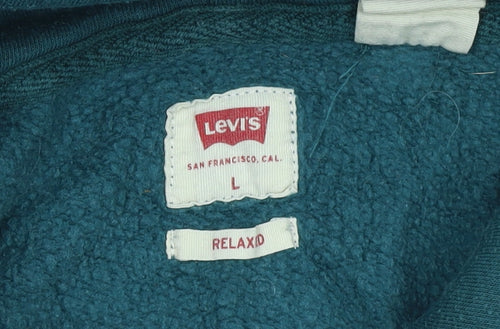 Levi's®
SAN FRANCISCO, CAL.
L
RELAXED